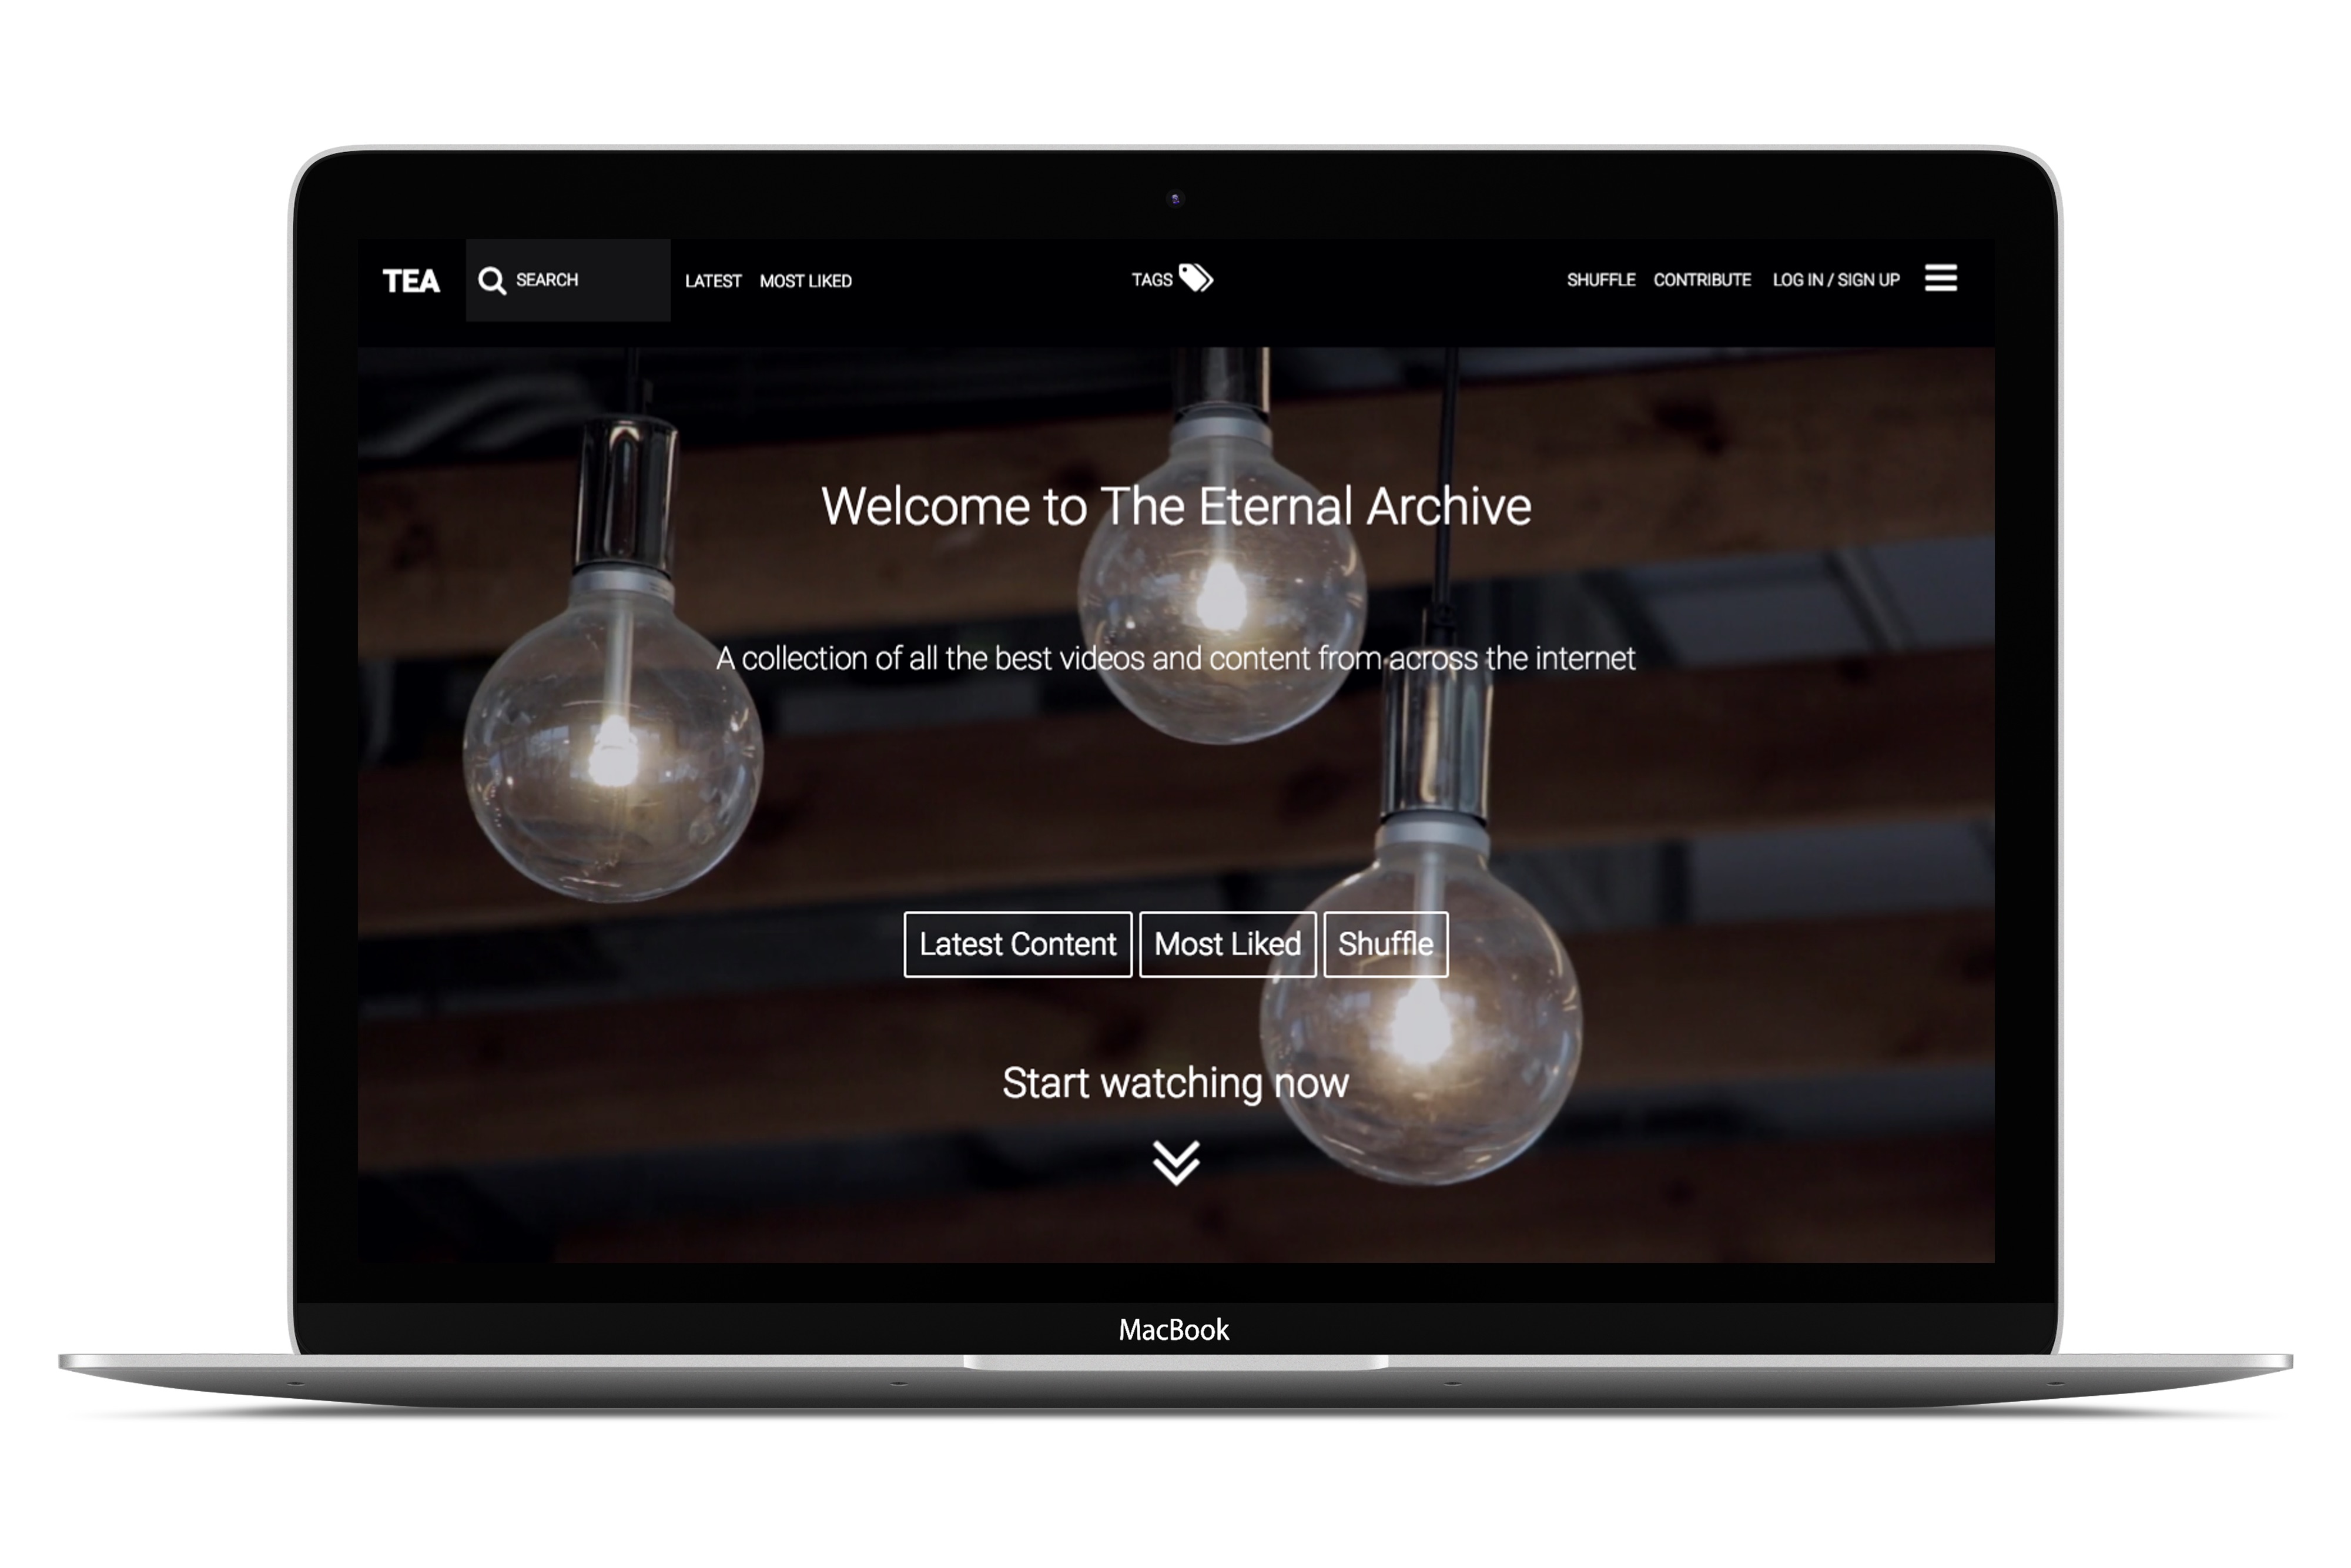 TEA SEARCH LATEST MOST LIKED TAGS SHUFFLE CONTRIBUTE LOG IN / SIGN UP
Welcome to The Eternal Archive
A collection of all the best videos and content from across the internet
Latest Content Most Liked Shuffle
Start watching now
MacBook